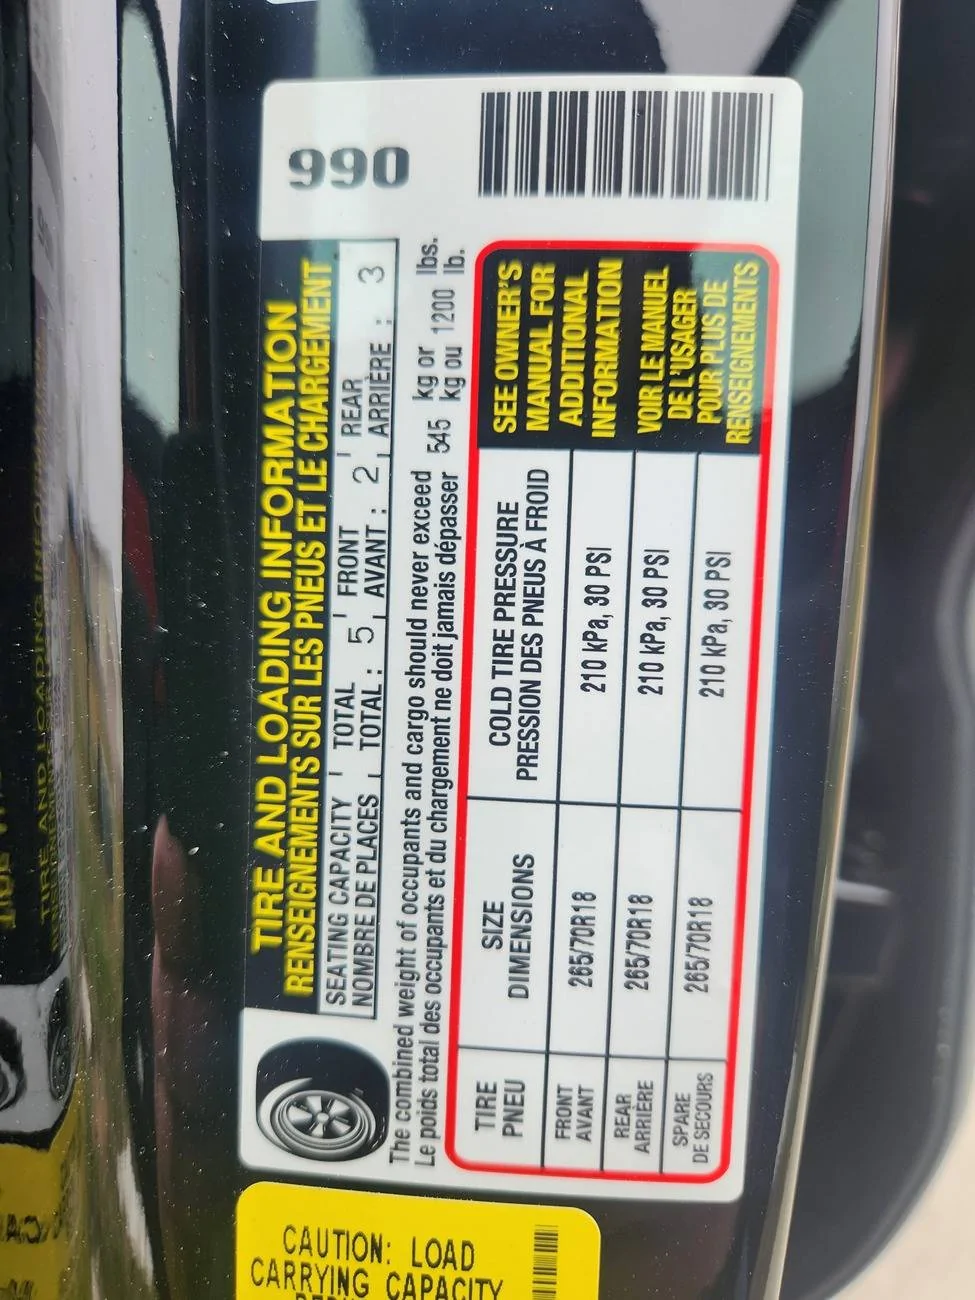 990
TIRE AND LOADING INFORMATION
RENSEIGNEMENTS SUR LES PNEUS ET LE CHARGEMENT
SEATING CAPACITY TOTAL FRONT REAR
NOMBRE DE PLACES TOTAL : 5 AVANT : 2 ARRIÈRE : 3
The combined weight of occupants and cargo should never exceed 545 kg or 1200 lbs.
Le poids total des occupants et du chargement ne doit jamais dépasser kg ou lb.
TIRE SIZE COLD TIRE PRESSURE
PNEU DIMENSIONS PRESSION DES PNEUS À FROID
FRONT 265/70R18 210 kPa, 30 PSI
AVANT
REAR 265/70R18 210 kPa, 30 PSI
ARRIÈRE
SPARE 265/70R18 210 kPa, 30 PSI
DE SECOURS
SEE OWNER'S
MANUAL FOR
ADDITIONAL
INFORMATION
VOIR LE MANUEL
DE L'USAGER
POUR PLUS DE
RENSEIGNEMENTS
CAUTION: LOAD
CARRYING CAPACITY
TIRE AND LOADING